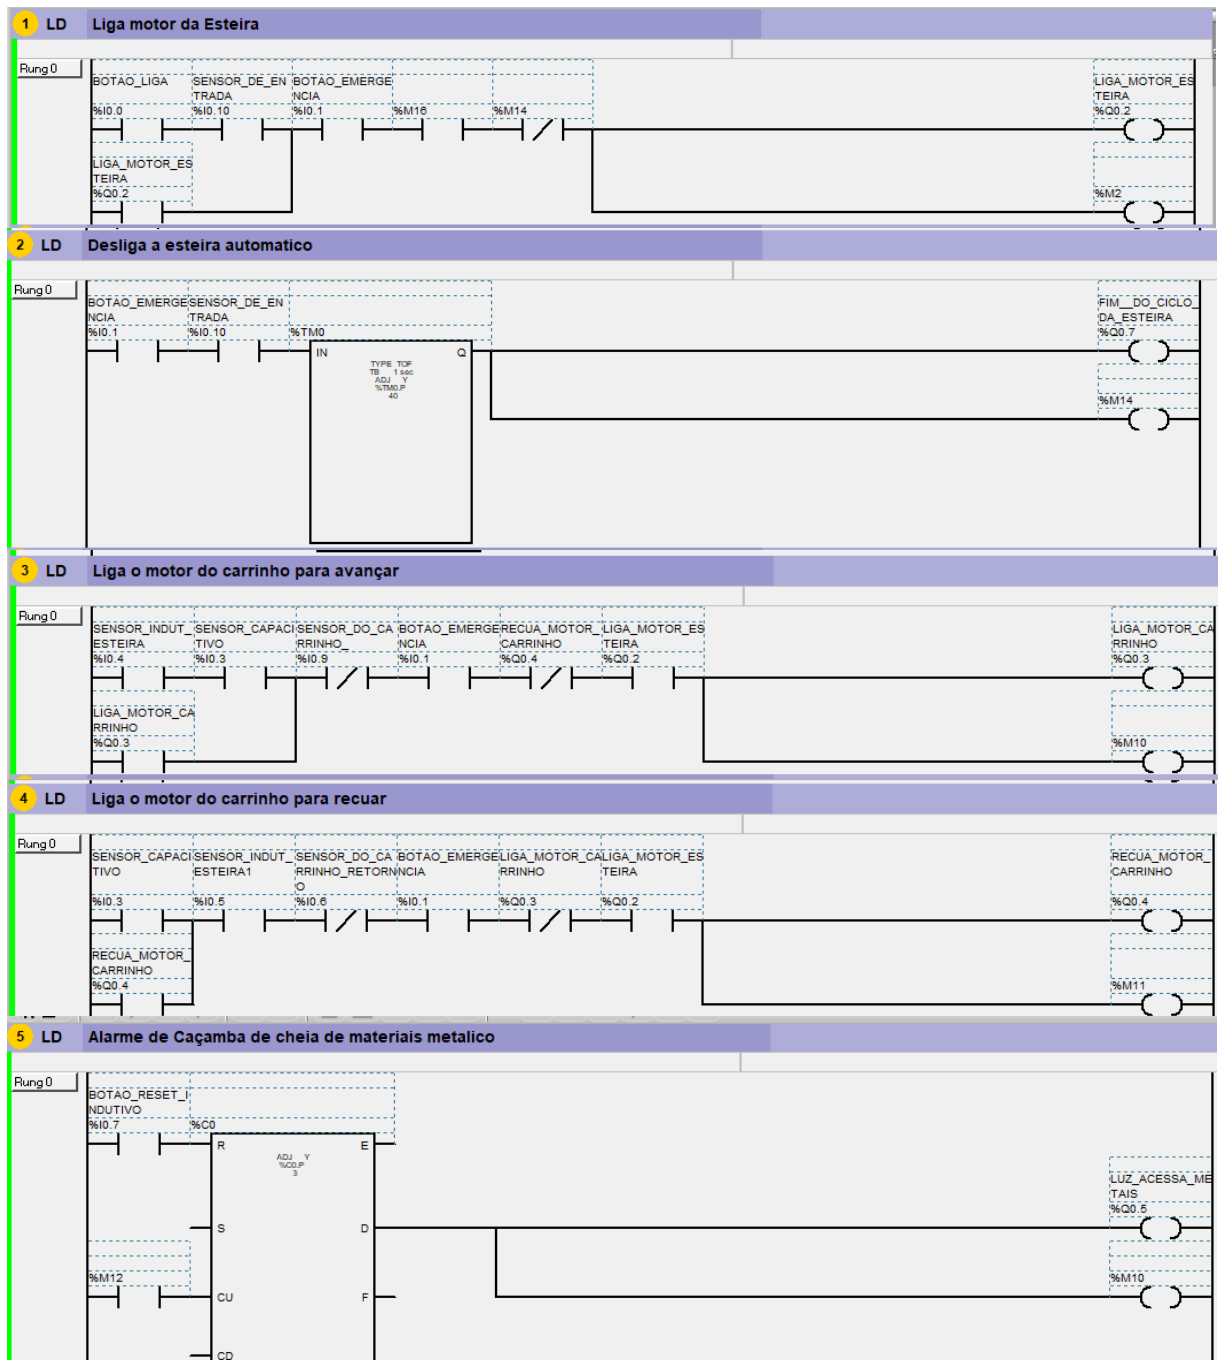 1 LD Liga motor da Esteira
Rung 0
BOTAO_LIGA SENSOR_DE_EN BOTAO_EMERGE LIGA_MOTOR_ES
TRADA NCIA TEIRA
%I0.0 %I0.10 %I0.1 %M16 %M14 %Q0.2
LIGA_MOTOR_ES
TEIRA
%Q0.2 %M2
2 LD Desliga a esteira automatico
Rung 0
BOTAO_EMERGE SENSOR_DE_EN FIM__DO_CICLO_
NCIA TRADA DA_ESTEIRA
%I0.1 %I0.10 %TM0 %Q0.7
IN Q
TYPE TOF
TB 1 sec
ADJ Y
%TM0.P
40
%M14
3 LD Liga o motor do carrinho para avançar
Rung 0
SENSOR_INDUT_ SENSOR_CAPACI SENSOR_DO_CA BOTAO_EMERGE RECUA_MOTOR_ LIGA_MOTOR_ES LIGA_MOTOR_CA
ESTEIRA TIVO RRINHO_ NCIA CARRINHO TEIRA RRINHO
%I0.4 %I0.3 %I0.9 %I0.1 %Q0.4 %Q0.2 %Q0.3
LIGA_MOTOR_CA
RRINHO
%Q0.3 %M10
4 LD Liga o motor do carrinho para recuar
Rung 0
SENSOR_CAPACI SENSOR_INDUT_ SENSOR_DO_CA BOTAO_EMERGE LIGA_MOTOR_CA LIGA_MOTOR_ES RECUA_MOTOR_
TIVO ESTEIRA1 RRINHO_RETORN NCIA RRINHO TEIRA CARRINHO
O
%I0.3 %I0.5 %I0.6 %I0.1 %Q0.3 %Q0.2 %Q0.4
RECUA_MOTOR_
CARRINHO
%Q0.4 %M11
5 LD Alarme de Caçamba de cheia de materiais metalico
Rung 0
BOTAO_RESET_I
NDUTIVO
%I0.7 %C0
R E
ADJ Y
%C0.P
3
LUZ_ACESSA_ME
TAIS
%Q0.5
S D
%M12 %M10
CU F
CD